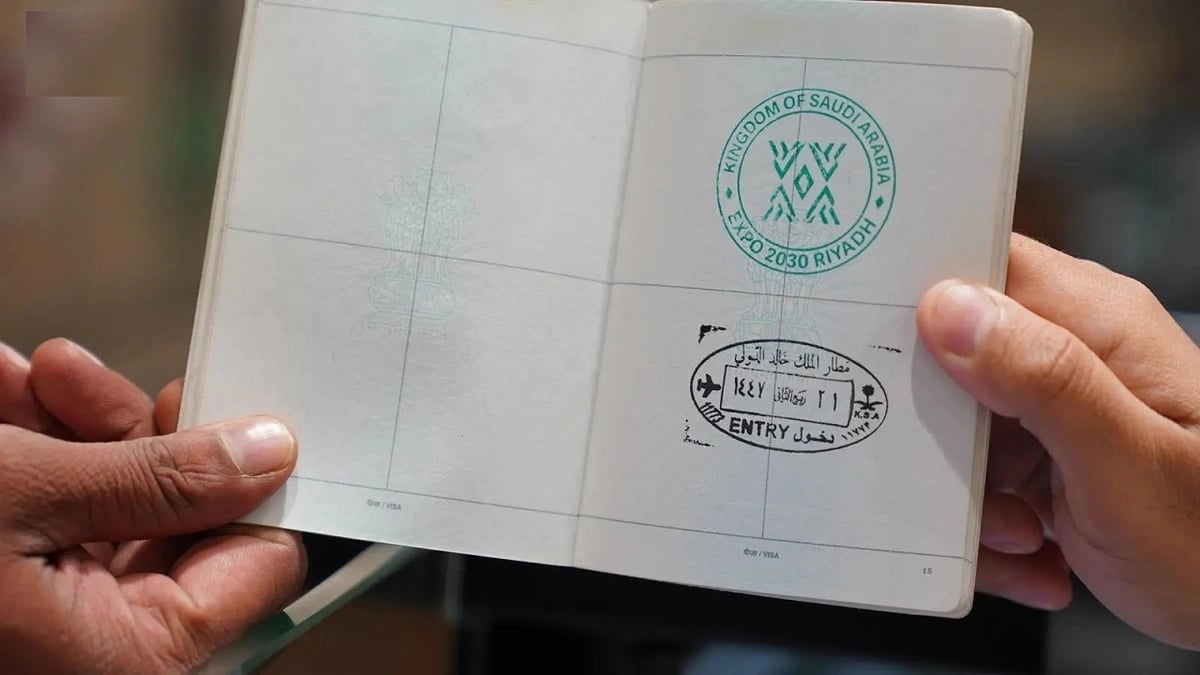 KINGDOM OF SAUDI ARABIA
EXPO 2030 RIYADH
مطار الملك خالد الدولي
٢١ ربيع الثاني ١٤٤٧
K.S.A
ENTRY دخول
١١٧٧٣
वीज़ा / VISA
वीज़ा / VISA
15